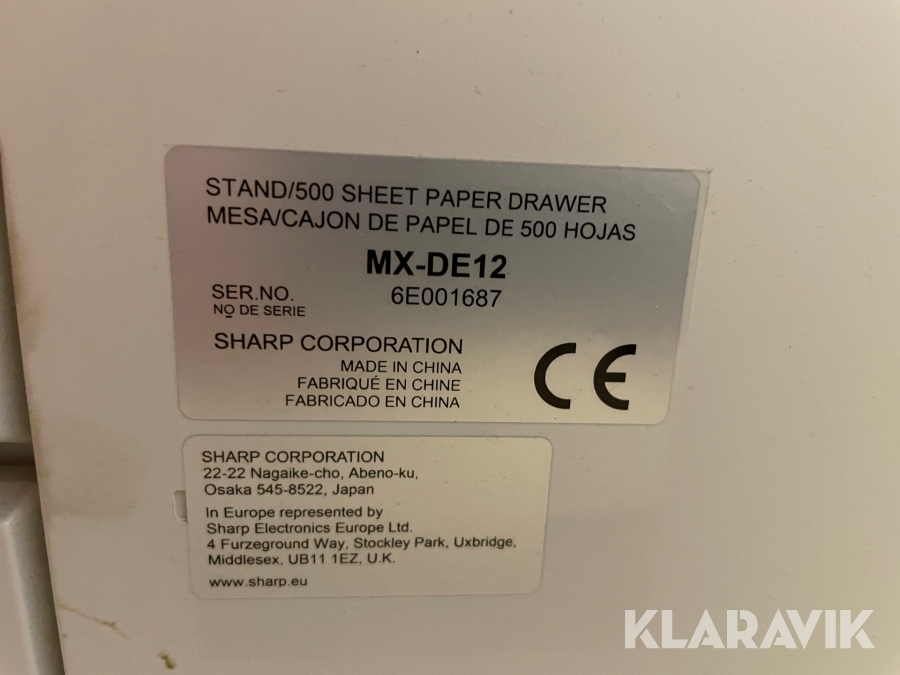 STAND/500 SHEET PAPER DRAWER
MESA/CAJON DE PAPEL DE 500 HOJAS
MX-DE12
SER.NO. 6E001687
NO DE SERIE
SHARP CORPORATION
MADE IN CHINA
FABRIQUÉ EN CHINE
FABRICADO EN CHINA
CE
SHARP CORPORATION
22-22 Nagaike-cho, Abeno-ku,
Osaka 545-8522, Japan
In Europe represented by
Sharp Electronics Europe Ltd.
4 Furzeground Way, Stockley Park, Uxbridge,
Middlesex, UB11 1EZ, U.K.
www.sharp.eu
KLARAVIK